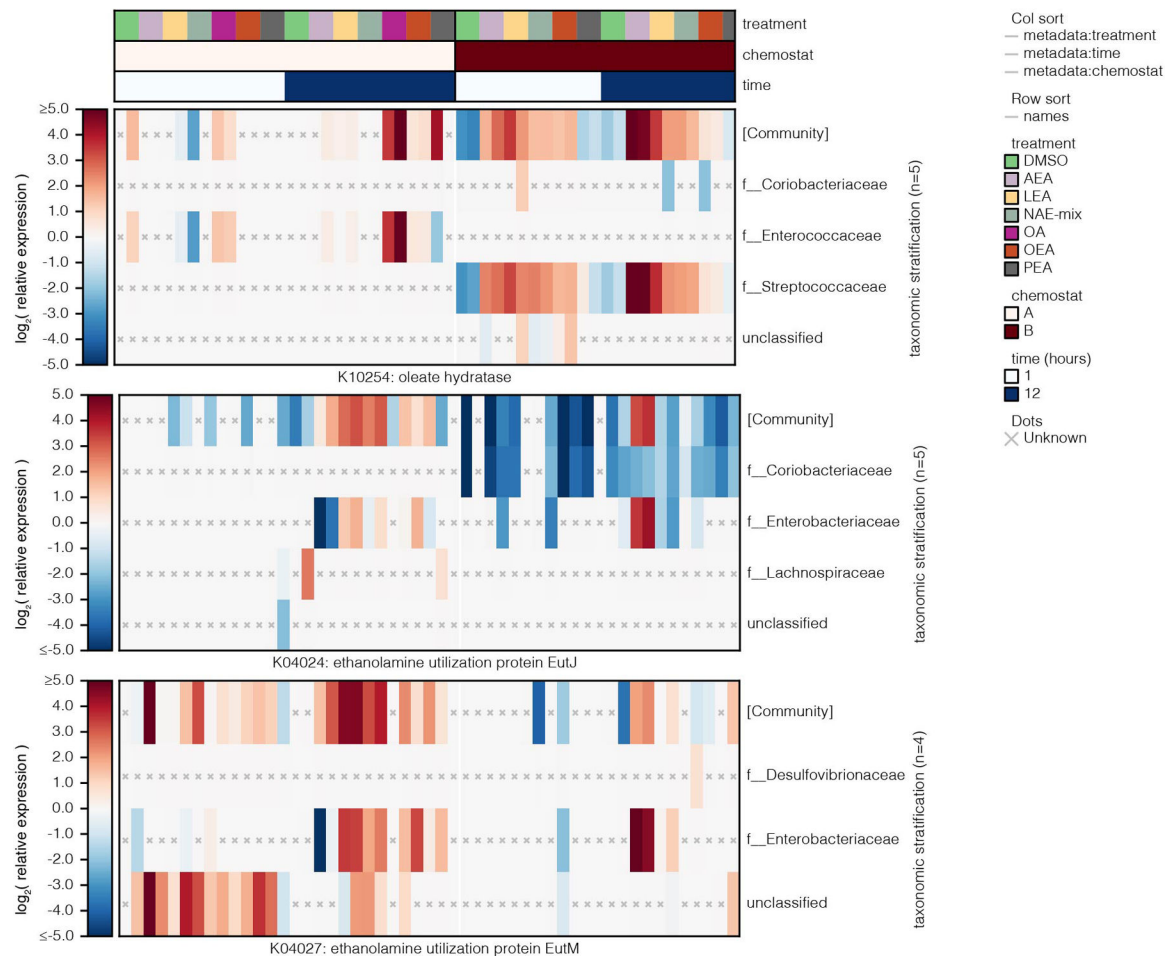 treatment
chemostat
time
≥5.0
4.0
3.0
2.0
1.0
0.0
-1.0
-2.0
-3.0
-4.0
-5.0
log2( relative expression )
[Community]
f__Coriobacteriaceae
f__Enterococcaceae
f__Streptococcaceae
unclassified
taxonomic stratification (n=5)
K10254: oleate hydratase
5.0
4.0
3.0
2.0
1.0
0.0
-1.0
-2.0
-3.0
-4.0
≤-5.0
log2( relative expression )
[Community]
f__Coriobacteriaceae
f__Enterobacteriaceae
f__Lachnospiraceae
unclassified
taxonomic stratification (n=5)
K04024: ethanolamine utilization protein EutJ
≥5.0
4.0
3.0
2.0
1.0
0.0
-1.0
-2.0
-3.0
-4.0
≤-5.0
log2( relative expression )
[Community]
f__Desulfovibrionaceae
f__Enterobacteriaceae
unclassified
taxonomic stratification (n=4)
K04027: ethanolamine utilization protein EutM
Col sort
metadata:treatment
metadata:time
metadata:chemostat
Row sort
names
treatment
DMSO
AEA
LEA
NAE-mix
OA
OEA
PEA
chemostat
A
B
time (hours)
1
12
Dots
Unknown